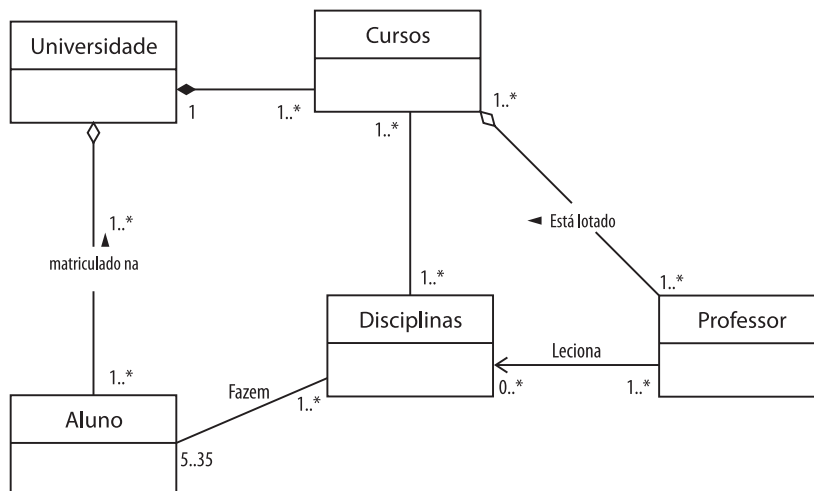 Universidade
Cursos
1
1..*
1..*
1..*
1..*
◄ Está lotado
matriculado na
1..*
1..*
Disciplinas
Professor
Leciona
1..*
Fazem
1..*
0..*
1..*
Aluno
5..35